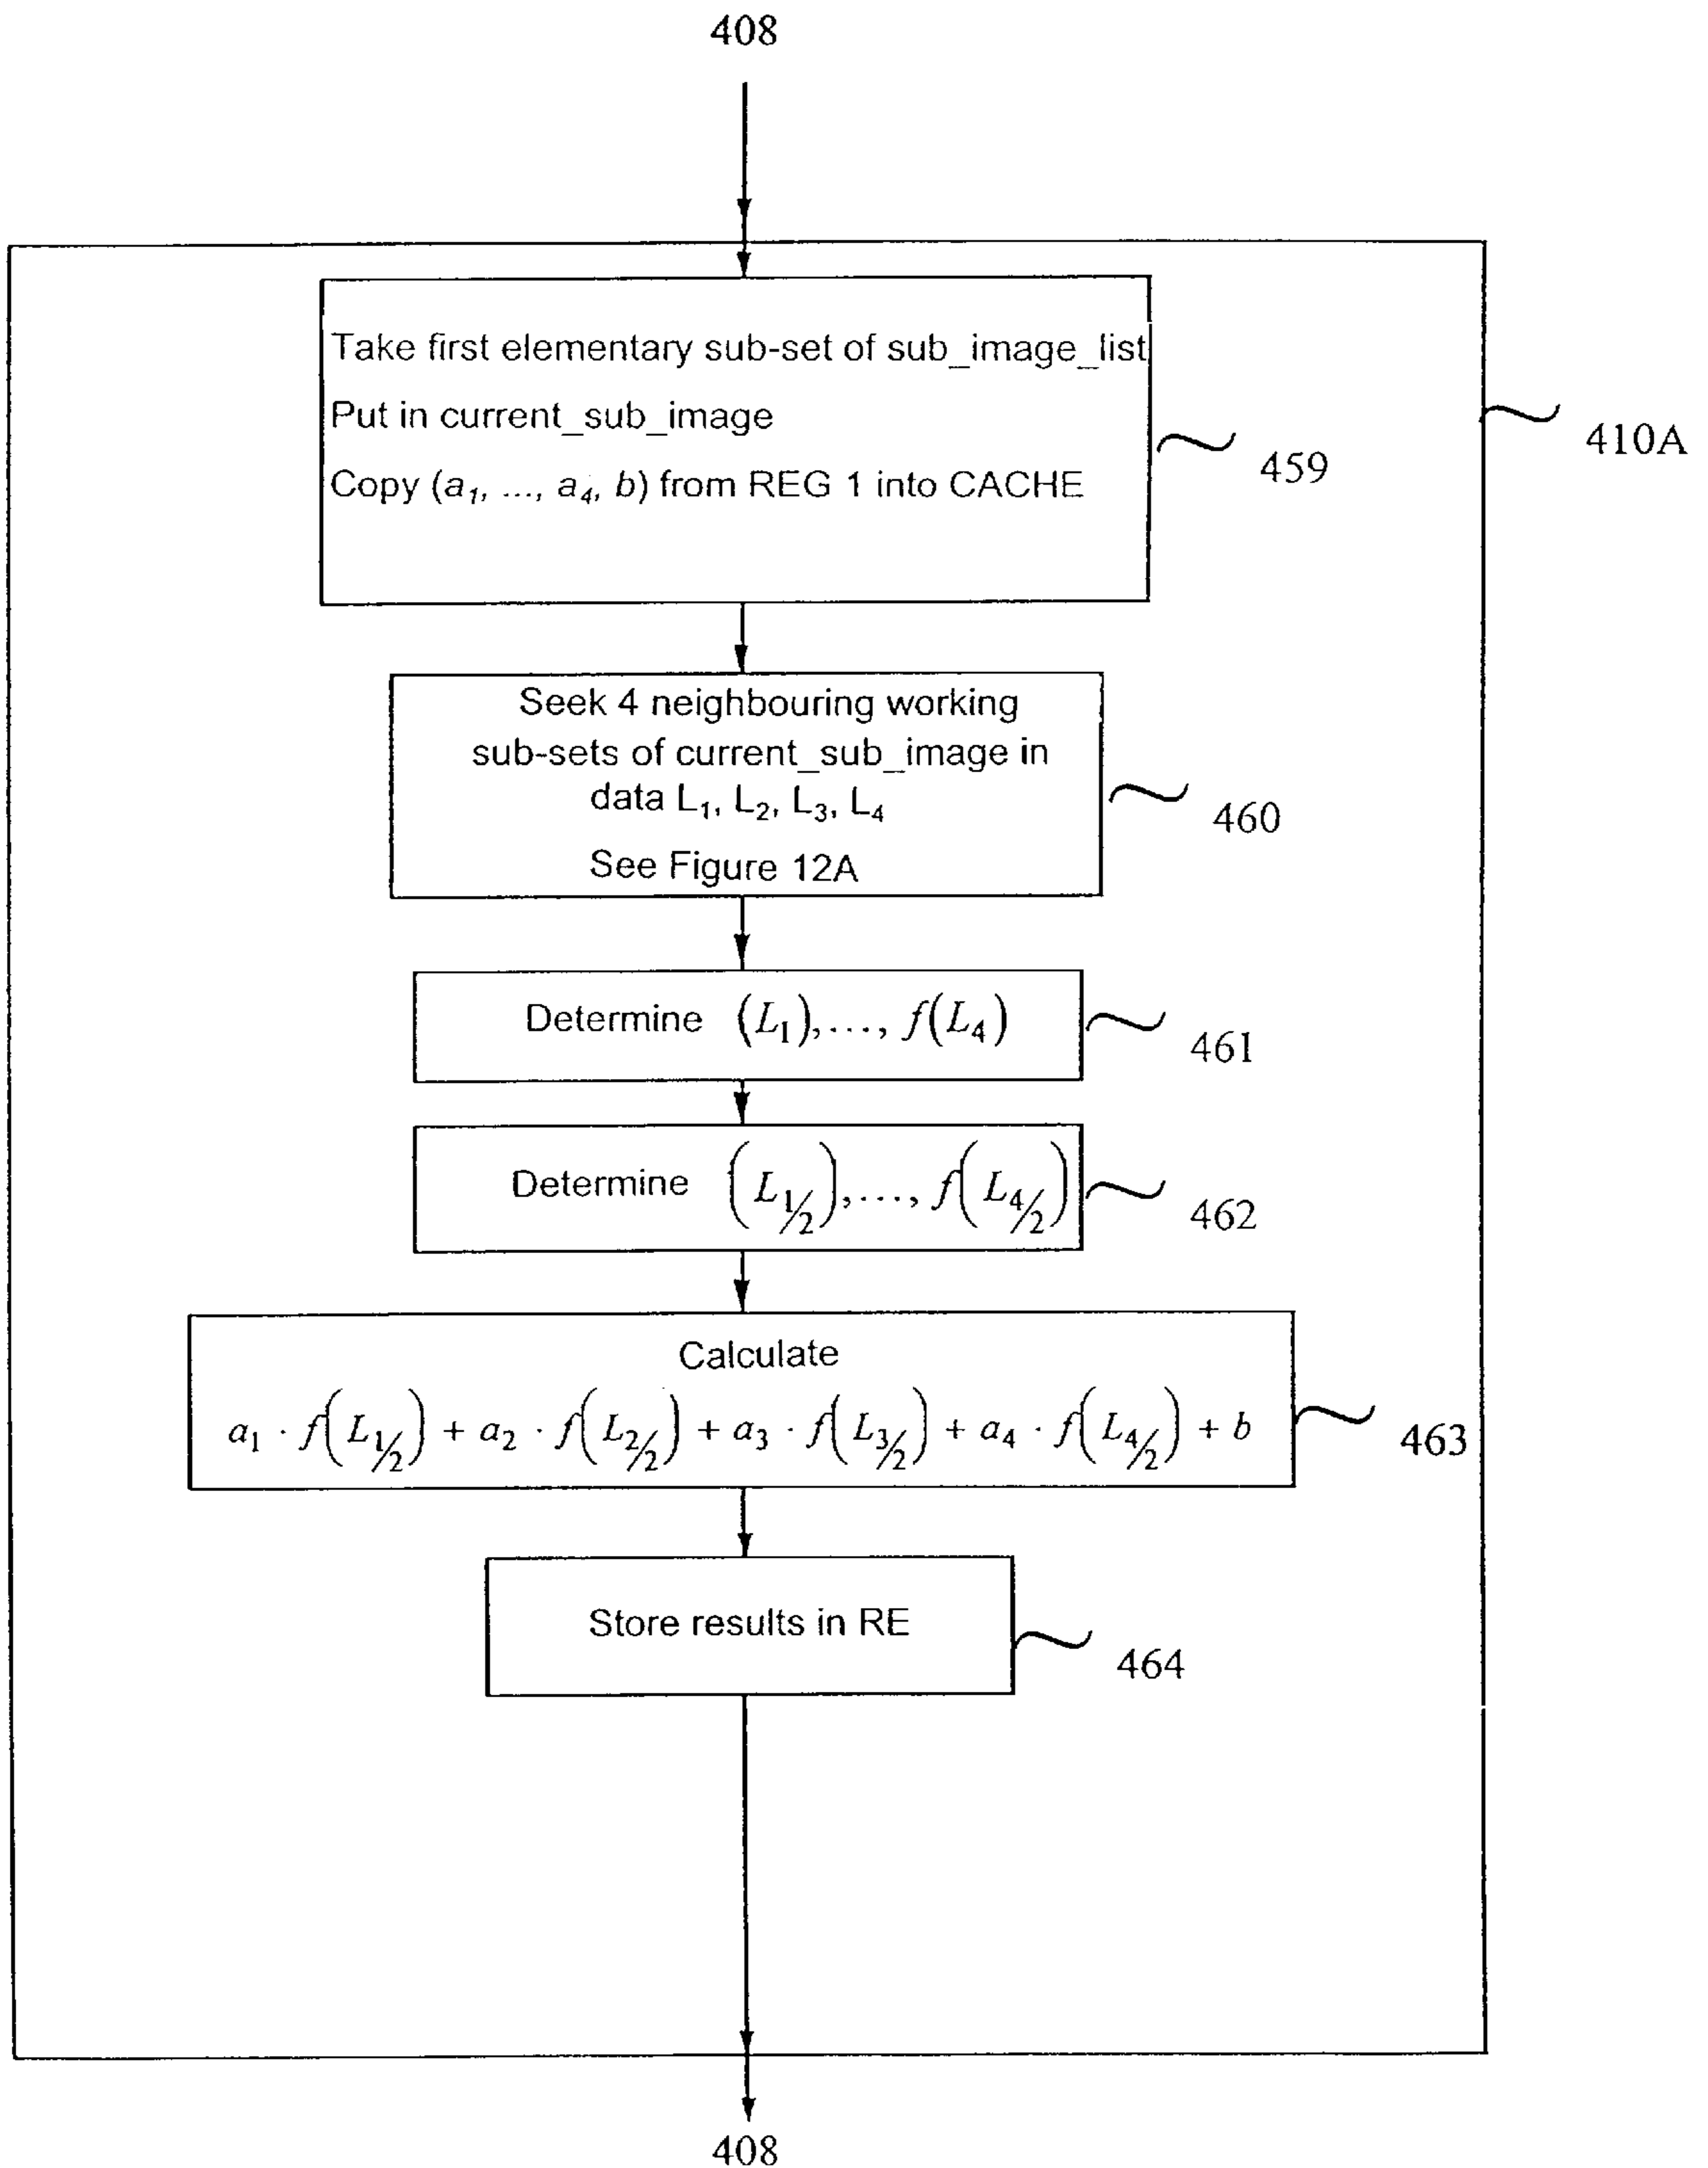 408
Take first elementary sub-set of sub_image_list
Put in current_sub_image
Copy (a₁, ..., a₄, b) from REG 1 into CACHE
459
410A
Seek 4 neighbouring working
sub-sets of current_sub_image in
data L₁, L₂, L₃, L₄
See Figure 12A
460
Determine (L₁),..., f(L₄)
461
Determine (L₁/₂),..., f(L₄/₂)
462
Calculate
a₁ · f(L₁/₂) + a₂ · f(L₂/₂) + a₃ · f(L₃/₂) + a₄ · f(L₄/₂) + b
463
Store results in RE
464
408